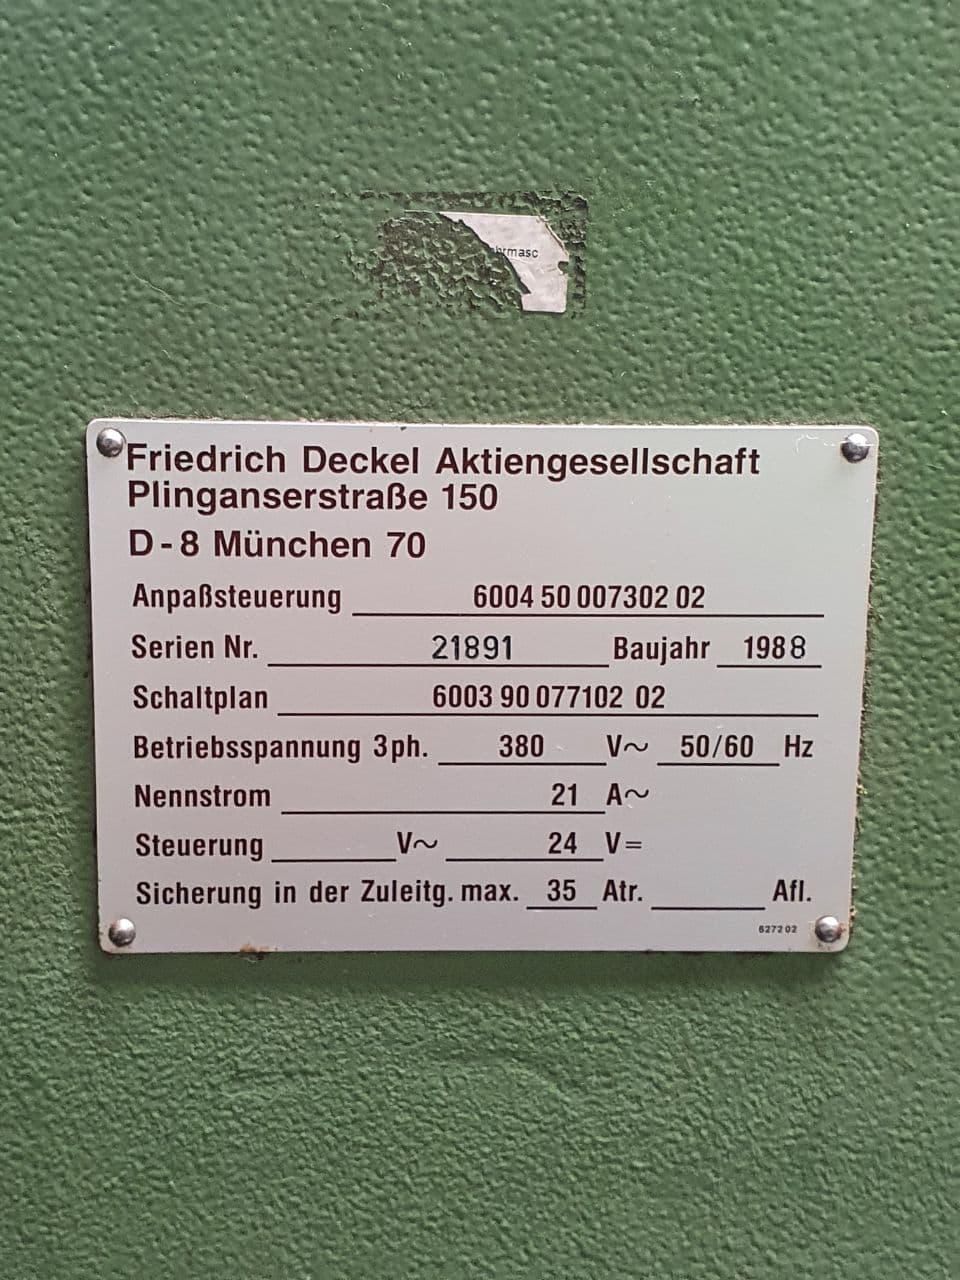 hrmasc
Friedrich Deckel Aktiengesellschaft
Plinganserstraße 150
D-8 München 70
Anpaßsteuerung 6004 50 007302 02
Serien Nr. 21891 Baujahr 1988
Schaltplan 6003 90 077102 02
Betriebsspannung 3ph. 380 V~ 50/60 Hz
Nennstrom 21 A~
Steuerung V~ 24 V=
Sicherung in der Zuleitg. max. 35 Atr. Afl.
627202